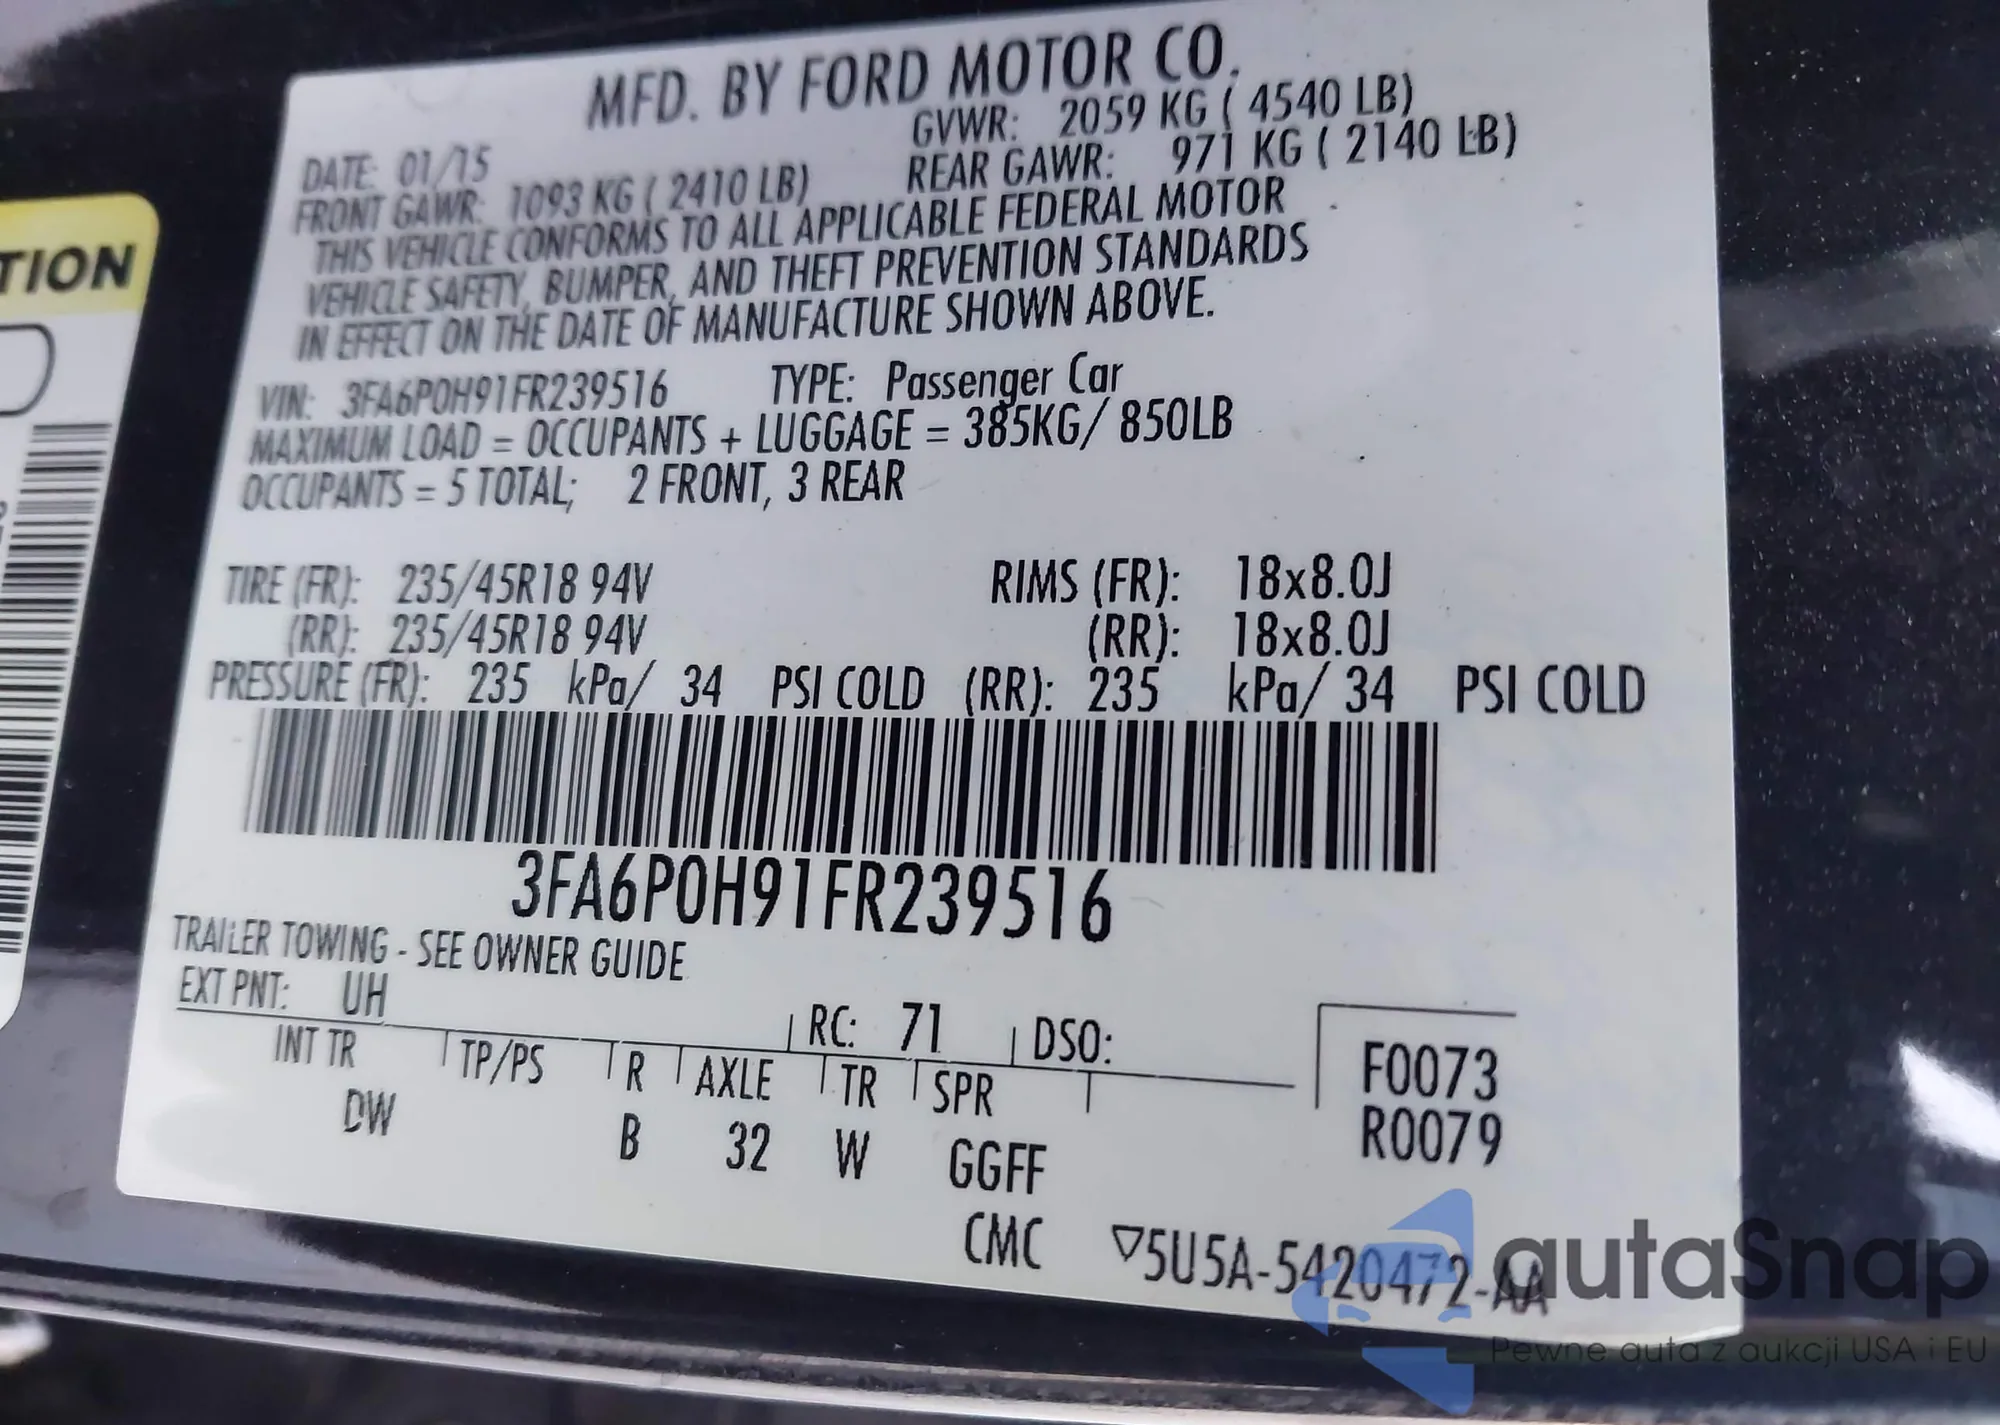 MFD. BY FORD MOTOR CO.
DATE: 01/15 GVWR: 2059 KG ( 4540 LB)
FRONT GAWR: 1093 KG ( 2410 LB) REAR GAWR: 971 KG ( 2140 LB)
THIS VEHICLE CONFORMS TO ALL APPLICABLE FEDERAL MOTOR
VEHICLE SAFETY, BUMPER, AND THEFT PREVENTION STANDARDS
IN EFFECT ON THE DATE OF MANUFACTURE SHOWN ABOVE.
VIN: 3FA6P0H91FR239516 TYPE: Passenger Car
MAXIMUM LOAD = OCCUPANTS + LUGGAGE = 385KG/ 850LB
OCCUPANTS = 5 TOTAL; 2 FRONT, 3 REAR
TIRE (FR): 235/45R18 94V RIMS (FR): 18x8.0J
(RR): 235/45R18 94V (RR): 18x8.0J
PRESSURE (FR): 235 kPa/ 34 PSI COLD (RR): 235 kPa/ 34 PSI COLD
3FA6P0H91FR239516
TRAILER TOWING - SEE OWNER GUIDE
EXT PNT: UH RC: 71 DSO:
INT TR TP/PS R AXLE TR SPR
DW B 32 W GGFF
F0073
R0079
CMC ▽5U5A-5420472-AA
TION
autaSnap
Pewne auta z aukcji USA i EU